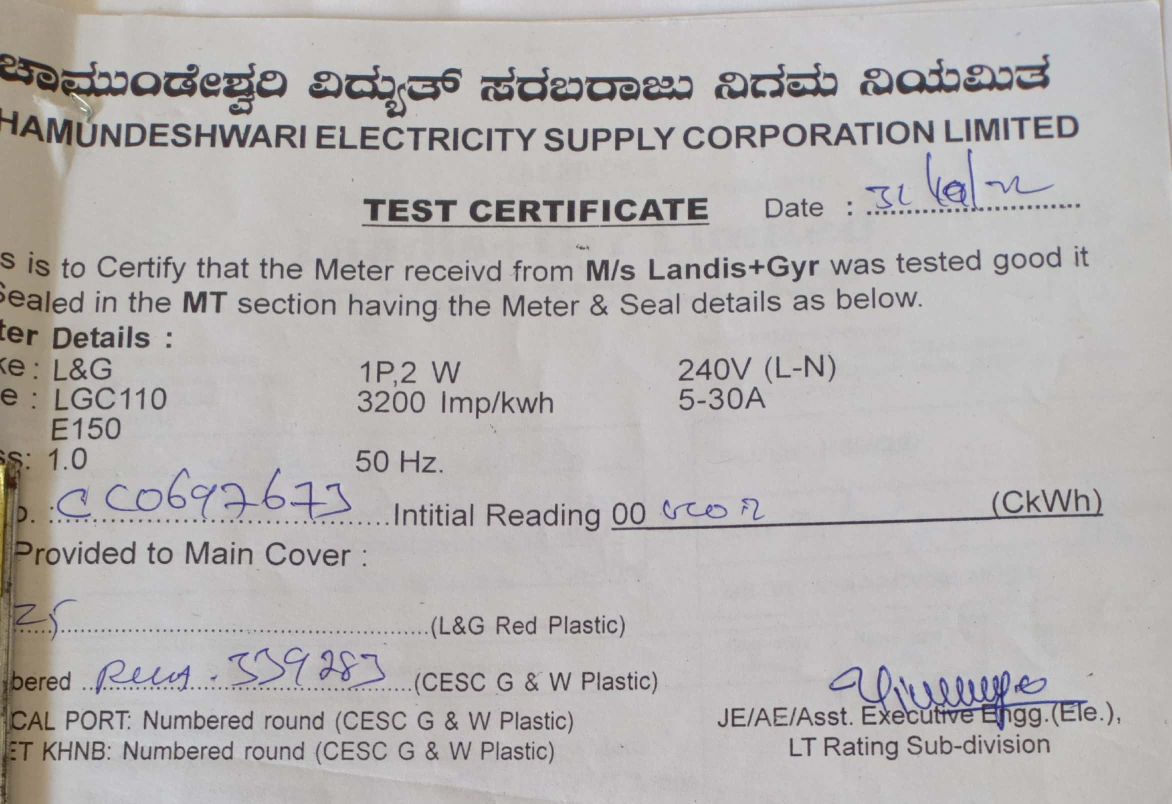 ಚಾಮುಂಡೇಶ್ವರಿ ವಿದ್ಯುತ್ ಸರಬರಾಜು ನಿಗಮ ನಿಯಮಿತ
HAMUNDESHWARI ELECTRICITY SUPPLY CORPORATION LIMITED
TEST CERTIFICATE Date :
s is to Certify that the Meter receivd from M/s Landis+Gyr was tested good it
Sealed in the MT section having the Meter & Seal details as below.
ter Details :
ke : L&G 1P,2 W 240V (L-N)
e : LGC110 3200 Imp/kwh 5-30A
E150
ss: 1.0 50 Hz.
o. : CC0697673 Intitial Reading 00 (CkWh)
Provided to Main Cover :
25 (L&G Red Plastic)
bered 339283 (CESC G & W Plastic)
CAL PORT: Numbered round (CESC G & W Plastic) JE/AE/Asst. Executive Engg.(Ele.),
ET KHNB: Numbered round (CESC G & W Plastic) LT Rating Sub-division